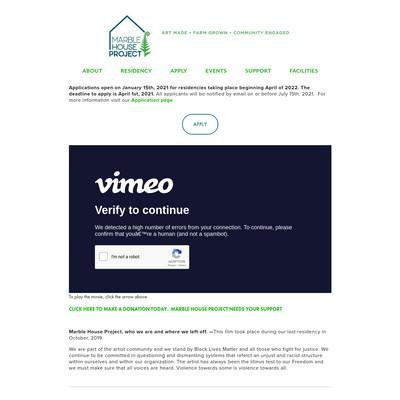 MARBLE
HOUSE
PROJECT
ART MADE • FARM GROWN • COMMUNITY ENGAGED
ABOUT RESIDENCY APPLY EVENTS SUPPORT FACILITIES
Applications open on January 15th, 2021 for residencies taking place beginning April of 2022. The
deadline to apply is April 1st, 2021. All applicants will be notified by email on or before July 15th, 2021. For
more information visit our Application page
APPLY
vimeo
Verify to continue
We detected a high number of errors from your connection. To continue, please
confirm that youâ€™re a human (and not a spambot).
I'm not a robot
reCAPTCHA
Privacy - Terms
To play the movie, click the arrow above
CLICK HERE TO MAKE A DONATION TODAY. MARBLE HOUSE PROJECT NEEDS YOUR SUPPORT
Marble House Project, who we are and where we left off. —This film took place during our last residency in
October, 2019.
We are part of the artist community and we stand by Black Lives Matter and all those who fight for justice. We
continue to be committed in questioning and dismantling systems that refelct an unjust and racist structure
within ourselves and within our organization. The artist has always been the litmus test to our Freedom and
we must make sure that all voices are heard. Violence towards some is violence towards all.